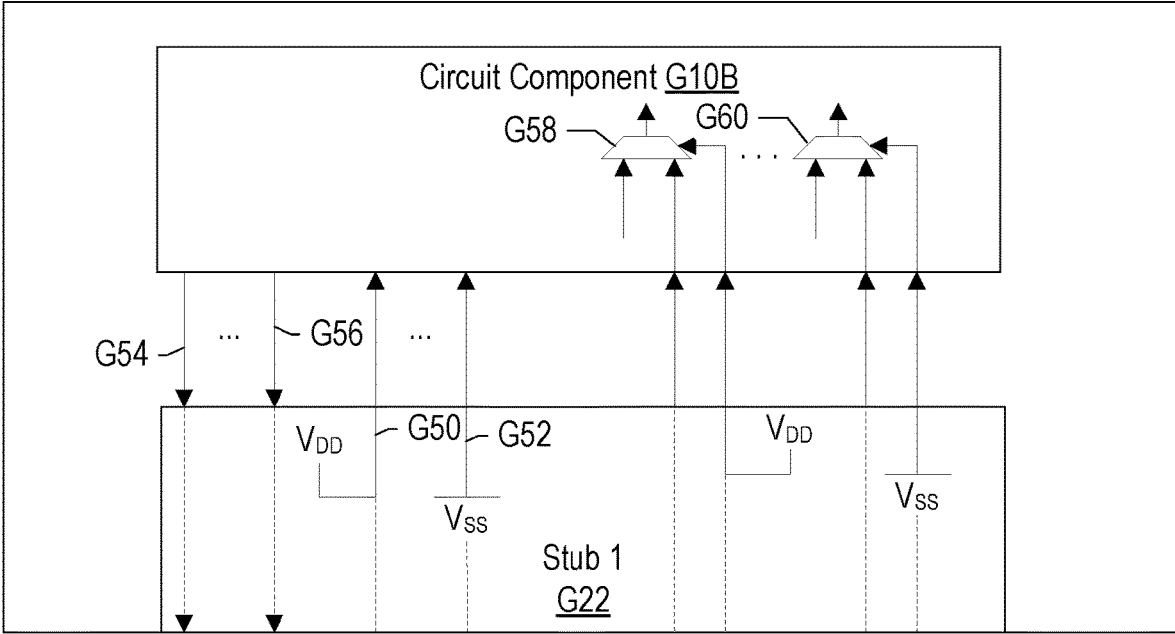 Circuit Component G10B
G58
G60
. . .
...
G56
...
G54
G50
G52
VDD
VDD
VSS
VSS
Stub 1
G22